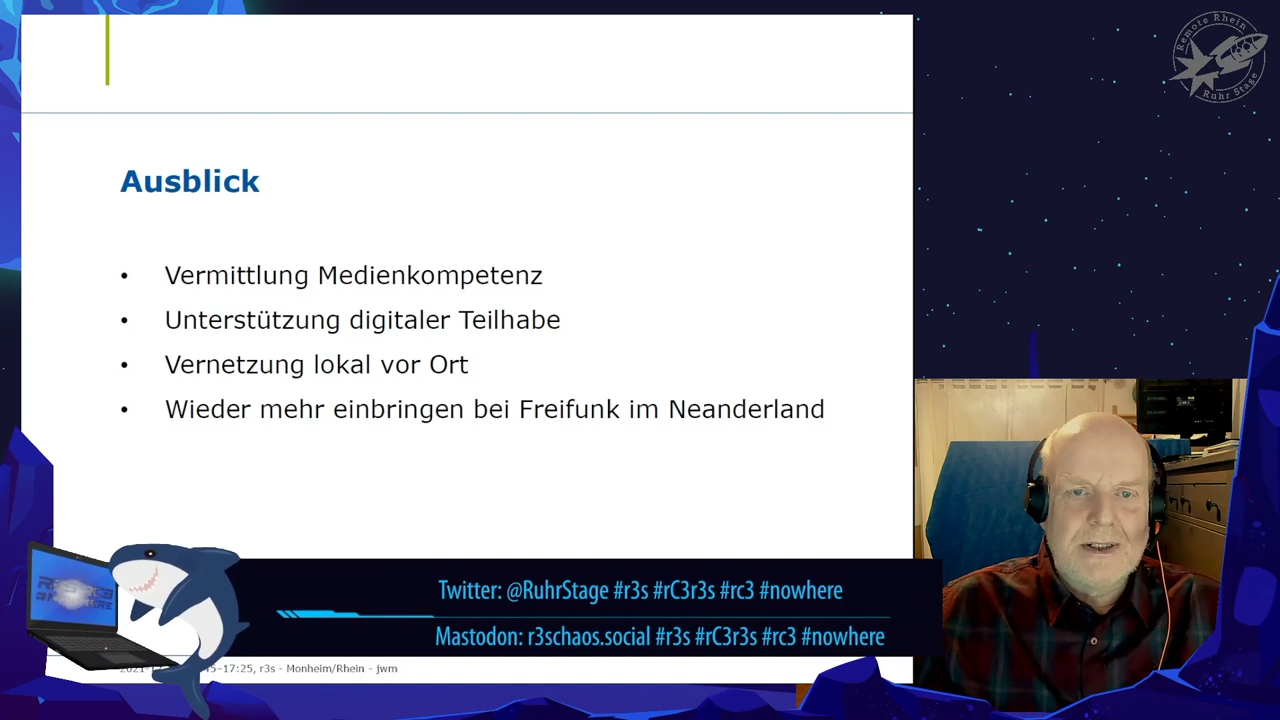 Remote Rhein
Ruhr Stage
Ausblick
• Vermittlung Medienkompetenz
• Unterstützung digitaler Teilhabe
• Vernetzung lokal vor Ort
• Wieder mehr einbringen bei Freifunk im Neanderland
Twitter: @RuhrStage #r3s #rC3r3s #rc3 #nowhere
Mastodon: r3schaos.social #r3s #rC3r3s #rc3 #nowhere
17:25, r3s - Monheim/Rhein - jwm